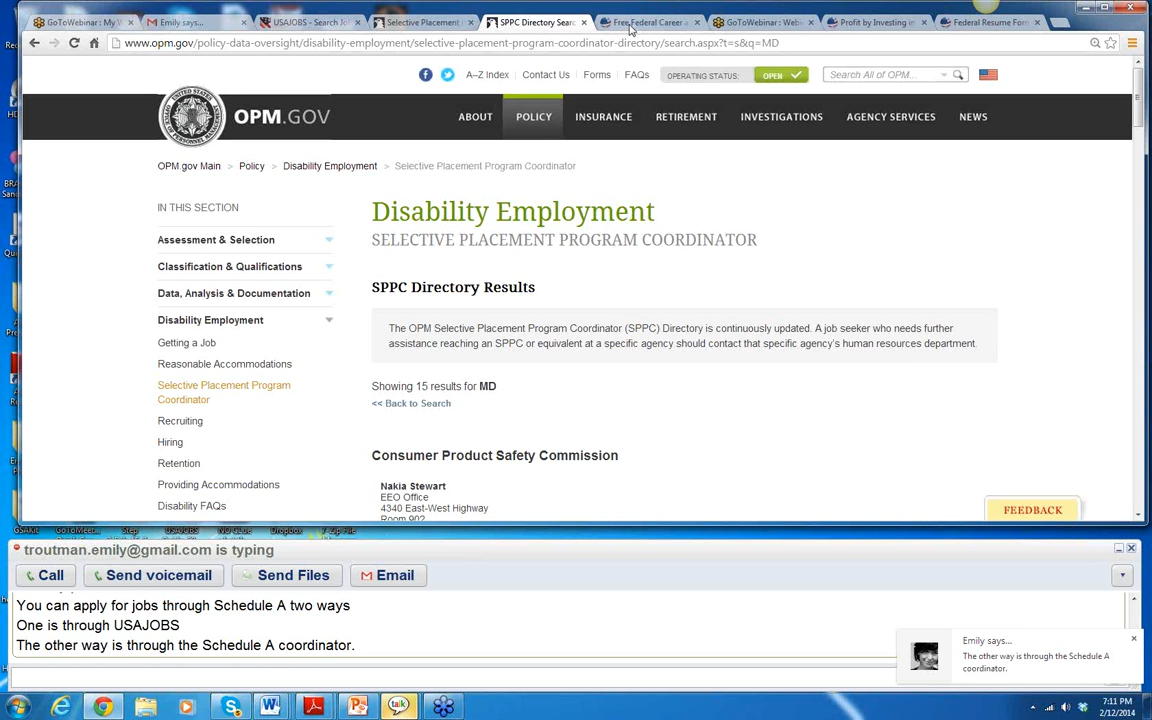 GoToWebinar : My W
Emily says...
USAJOBS - Search Jo
Selective Placement
SPPC Directory Sear
Free Federal Career a
GoToWebinar : Web
Profit by Investing in
Federal Resume For
www.opm.gov/policy-data-oversight/disability-employment/selective-placement-program-coordinator-directory/search.aspx?t=s&q=MD
A–Z Index Contact Us Forms FAQs OPERATING STATUS: OPEN Search All of OPM...
OPM.GOV
ABOUT POLICY INSURANCE RETIREMENT INVESTIGATIONS AGENCY SERVICES NEWS
OPM.gov Main > Policy > Disability Employment > Selective Placement Program Coordinator
IN THIS SECTION
Assessment & Selection
Classification & Qualifications
Data, Analysis & Documentation
Disability Employment
Getting a Job
Reasonable Accommodations
Selective Placement Program
Coordinator
Recruiting
Hiring
Retention
Providing Accommodations
Disability FAQs
Disability Employment
SELECTIVE PLACEMENT PROGRAM COORDINATOR
SPPC Directory Results
The OPM Selective Placement Program Coordinator (SPPC) Directory is continuously updated. A job seeker who needs further
assistance reaching an SPPC or equivalent at a specific agency should contact that specific agency's human resources department.
Showing 15 results for MD
<< Back to Search
Consumer Product Safety Commission
Nakia Stewart
EEO Office
4340 East-West Highway
Room 902
FEEDBACK
troutman.emily@gmail.com is typing
Call Send voicemail Send Files Email
You can apply for jobs through Schedule A two ways
One is through USAJOBS
The other way is through the Schedule A coordinator.
Emily says...
The other way is through the Schedule A
coordinator.
7:11 PM
2/12/2014